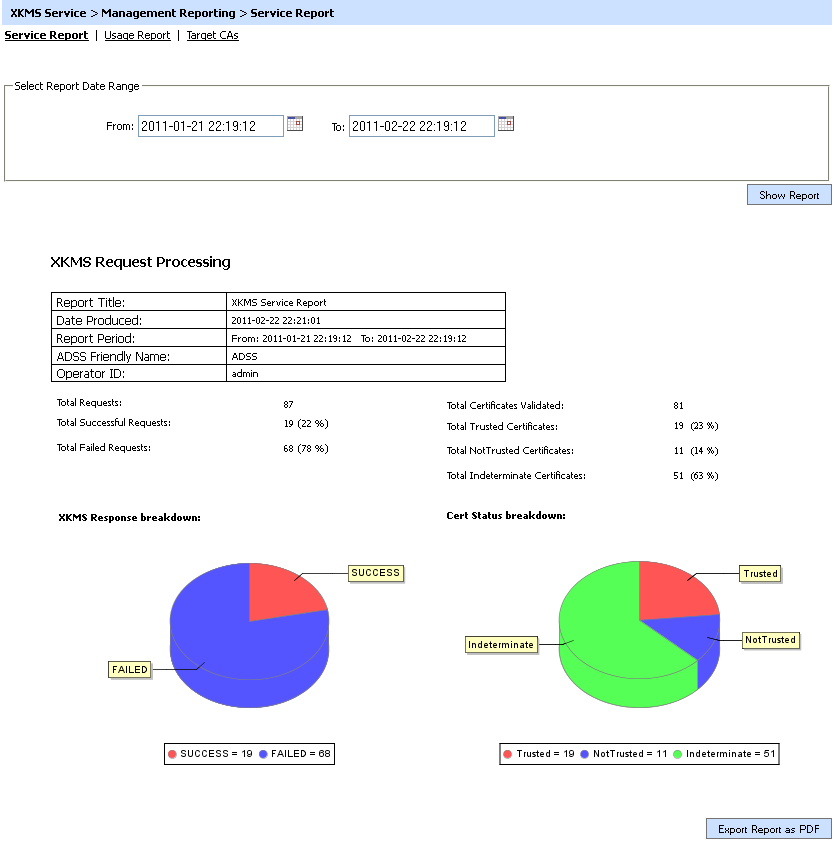 XKMS Service > Management Reporting > Service Report
Service Report | Usage Report | Target CAs
Select Report Date Range
From: 2011-01-21 22:19:12 To: 2011-02-22 22:19:12
Show Report
XKMS Request Processing
Report Title: XKMS Service Report
Date Produced: 2011-02-22 22:21:01
Report Period: From: 2011-01-21 22:19:12 To: 2011-02-22 22:19:12
ADSS Friendly Name: ADSS
Operator ID: admin
Total Requests: 87
Total Successful Requests: 19 (22 %)
Total Failed Requests: 68 (78 %)
Total Certificates Validated: 81
Total Trusted Certificates: 19 (23 %)
Total NotTrusted Certificates: 11 (14 %)
Total Indeterminate Certificates: 51 (63 %)
XKMS Response breakdown:
SUCCESS
FAILED
SUCCESS = 19 FAILED = 68
Cert Status breakdown:
Trusted
NotTrusted
Indeterminate
Trusted = 19 NotTrusted = 11 Indeterminate = 51
Export Report as PDF